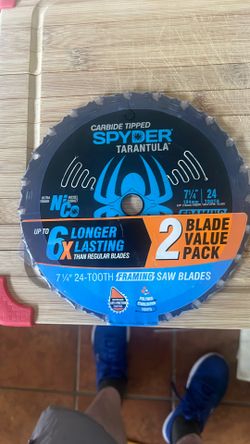 CARBIDE TIPPED
SPYDER
TARANTULA
NiCo
7¼" 24
FRAMING
UP TO
6X LONGER
LASTING
THAN REGULAR BLADES
2 BLADE
VALUE
PACK
7 ¼" 24-TOOTH FRAMING SAW BLADES